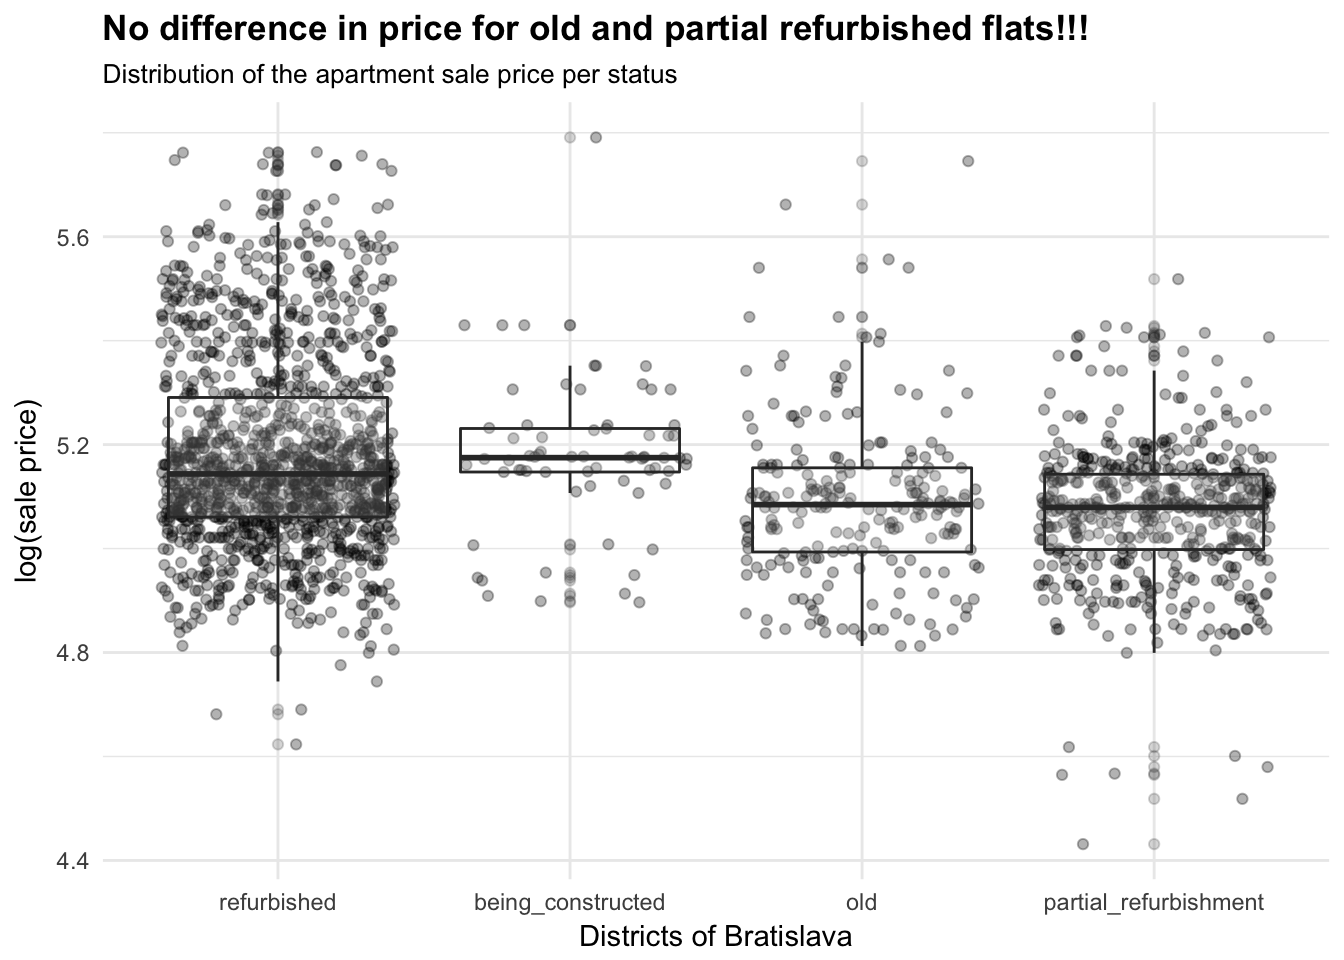 No difference in price for old and partial refurbished flats!!!
Distribution of the apartment sale price per status
log(sale price)
5.6
5.2
4.8
4.4
refurbished
being_constructed
old
partial_refurbishment
Districts of Bratislava